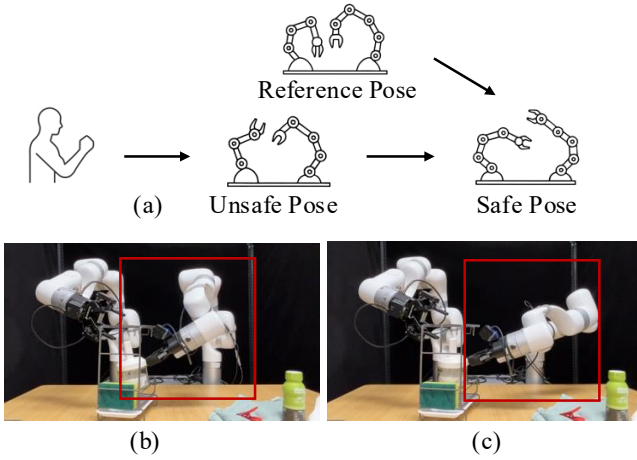 Reference Pose
(a)
Unsafe Pose
Safe Pose
(b)
(c)